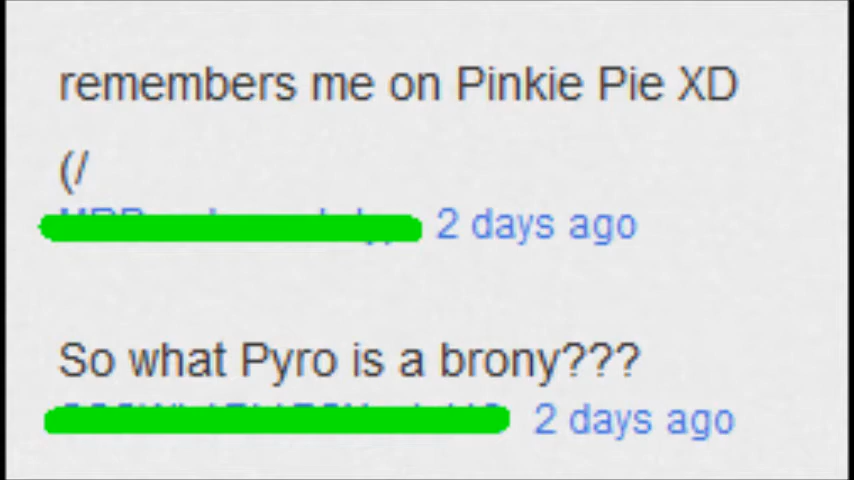 remembers me on Pinkie Pie XD
(/
2 days ago
So what Pyro is a brony???
2 days ago